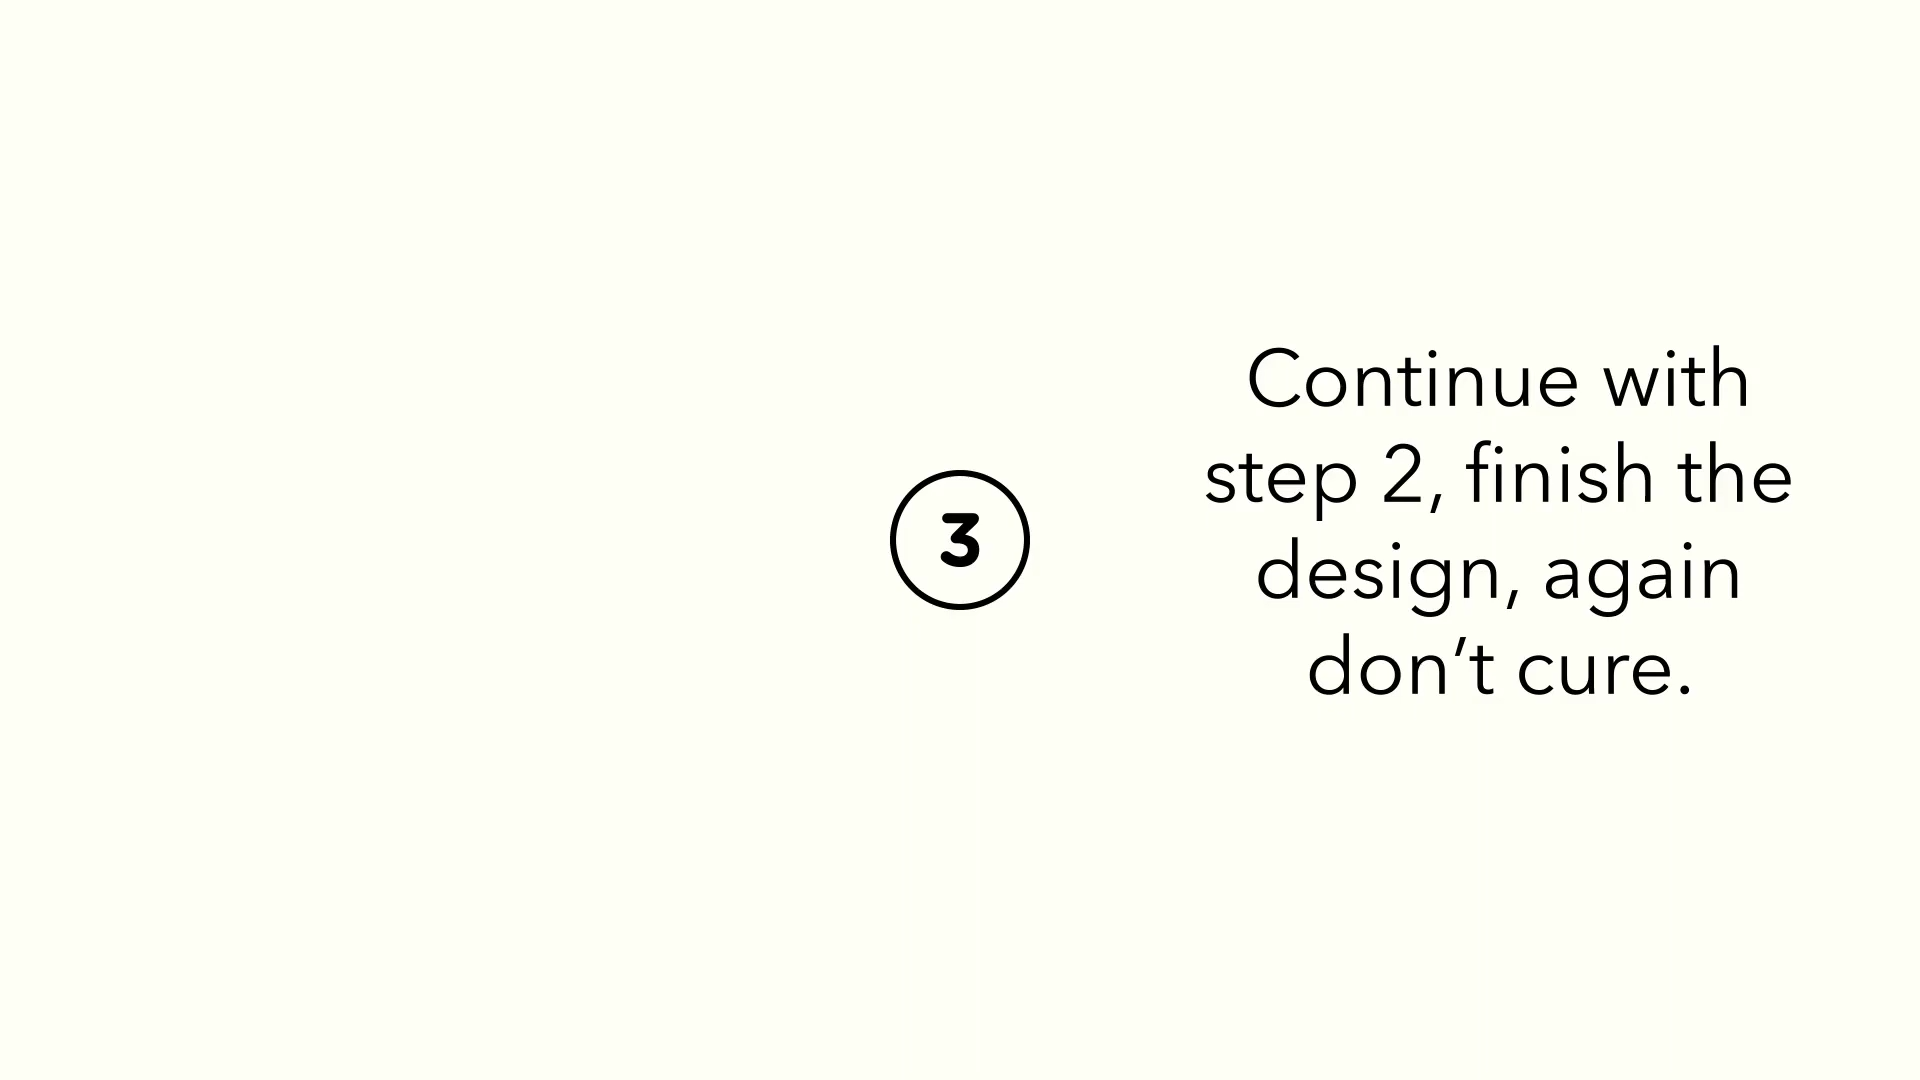 3
Continue with
step 2, finish the
design, again
don’t cure.